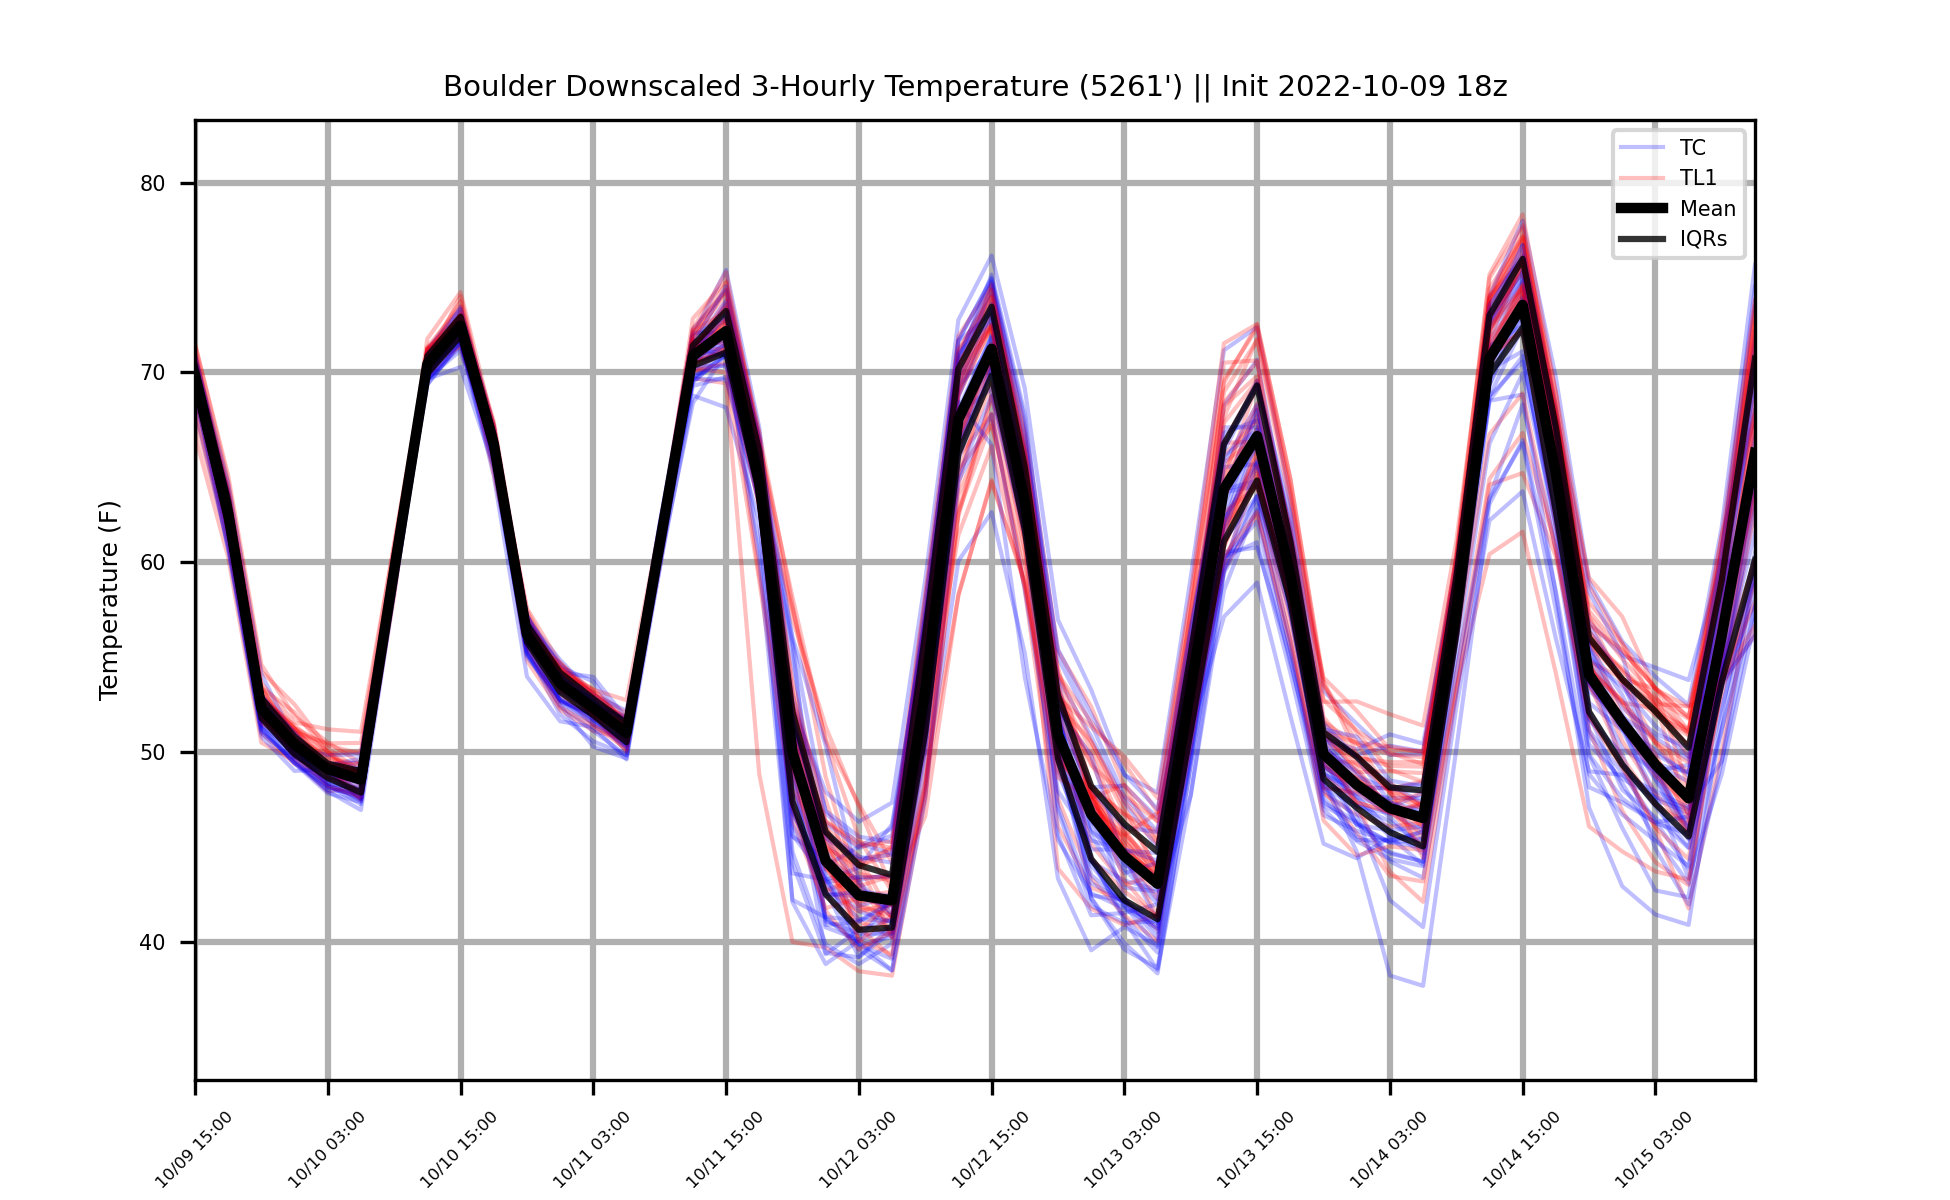 Boulder Downscaled 3-Hourly Temperature (5261') || Init 2022-10-09 18z
TC
TL1
Mean
IQRs
Temperature (F)
80
70
60
50
40
10/09 15:00
10/10 03:00
10/10 15:00
10/11 03:00
10/11 15:00
10/12 03:00
10/12 15:00
10/13 03:00
10/13 15:00
10/14 03:00
10/14 15:00
10/15 03:00